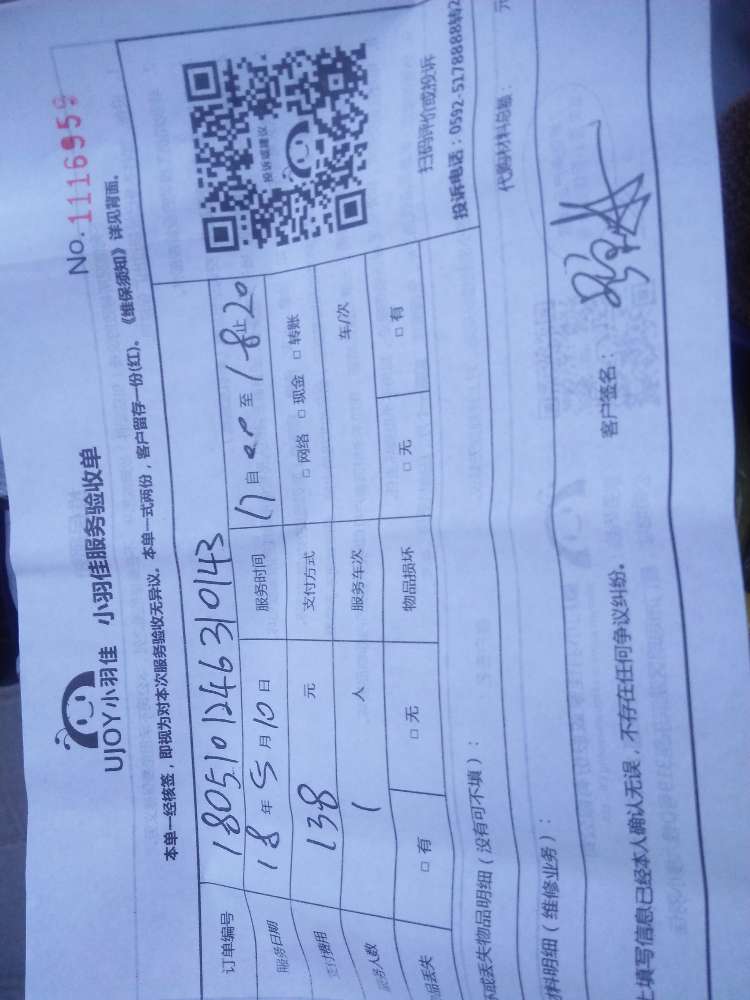 UJOY小羽佳 小羽佳服务验收单
No. 1116959
本单一经核签，即视为对本次服务验收无异议。本单一式两份，客户留存一份(红)。《维保须知》详见背面。
订单编号 1805101246310143
服务日期 18年5月10日 服务时间 17自00至18止20
支付费用 138元 支付方式 □网络 □现金 □转账
服务人数 1人 服务车次 车/次
品丢失 □有 □无 物品损坏 □无 □有
投诉或建议
扫码评价或投诉
投诉电话：0592-5178888转2
坏或丢失物品明细（没有可不填）：
料明细（维修业务）： 代购材料总额： 元
填写信息已经本人确认无误，不存在任何争议纠纷。 客户签名：